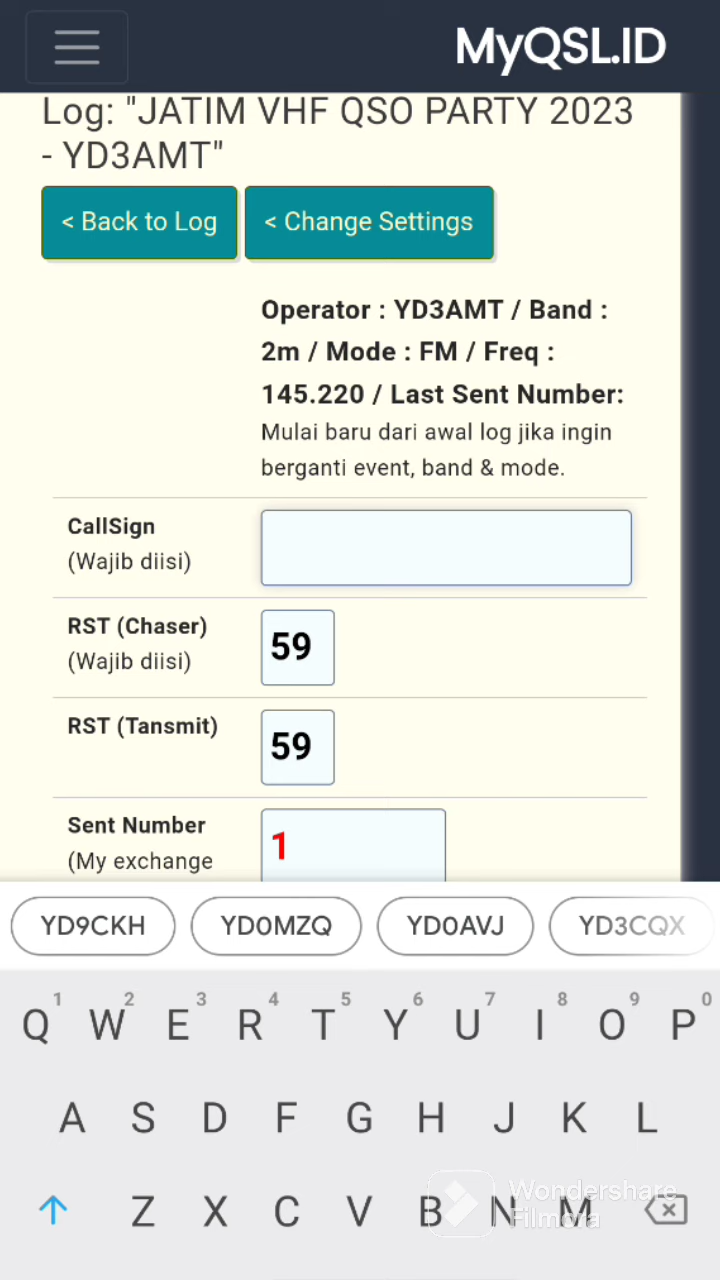 MyQSL.ID
Log: "JATIM VHF QSO PARTY 2023
- YD3AMT"
< Back to Log
< Change Settings
Operator : YD3AMT / Band :
2m / Mode : FM / Freq :
145.220 / Last Sent Number:
Mulai baru dari awal log jika ingin
berganti event, band & mode.
CallSign
(Wajib diisi)
RST (Chaser)
(Wajib diisi)
59
RST (Tansmit)
59
Sent Number
(My exchange
1
YD9CKH YD0MZQ YD0AVJ YD3CQX
1 2 3 4 5 6 7 8 9 0
Q W E R T Y U I O P
A S D F G H J K L
Z X C V B N M
Wondershare
Filmora